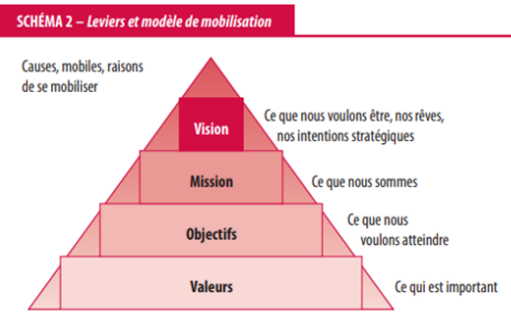 SCHÉMA 2 – Leviers et modèle de mobilisation
Causes, mobiles, raisons
de se mobiliser
Vision
Ce que nous voulons être, nos rêves,
nos intentions stratégiques
Mission
Ce que nous sommes
Objectifs
Ce que nous
voulons atteindre
Valeurs
Ce qui est important